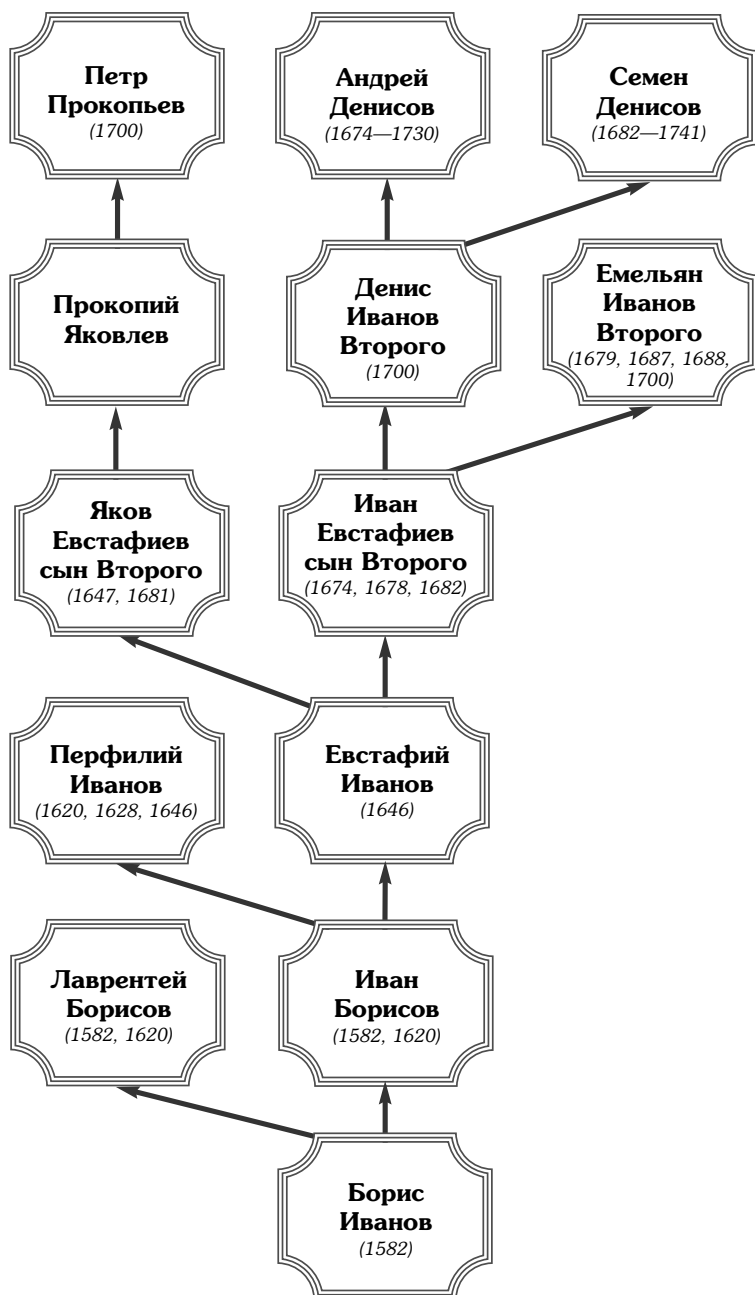 Петр
Прокопьев
(1700)
Андрей
Денисов
(1674—1730)
Семен
Денисов
(1682—1741)
Прокопий
Яковлев
Денис
Иванов
Второго
(1700)
Емельян
Иванов
Второго
(1679, 1687, 1688,
1700)
Яков
Евстафиев
сын Второго
(1647, 1681)
Иван
Евстафиев
сын Второго
(1674, 1678, 1682)
Перфилий
Иванов
(1620, 1628, 1646)
Евстафий
Иванов
(1646)
Лаврентей
Борисов
(1582, 1620)
Иван
Борисов
(1582, 1620)
Борис
Иванов
(1582)